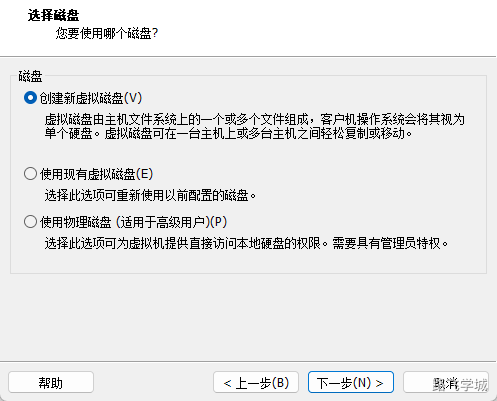 选择磁盘
您要使用哪个磁盘?
磁盘
创建新虚拟磁盘(V)
虚拟磁盘由主机文件系统上的一个或多个文件组成，客户机操作系统会将其视为
单个硬盘。虚拟磁盘可在一台主机上或多台主机之间轻松复制或移动。
使用现有虚拟磁盘(E)
选择此选项可重新使用以前配置的磁盘。
使用物理磁盘 (适用于高级用户)(P)
选择此选项可为虚拟机提供直接访问本地硬盘的权限。需要具有管理员特权。
帮助
< 上一步(B)
下一步(N) >
取消